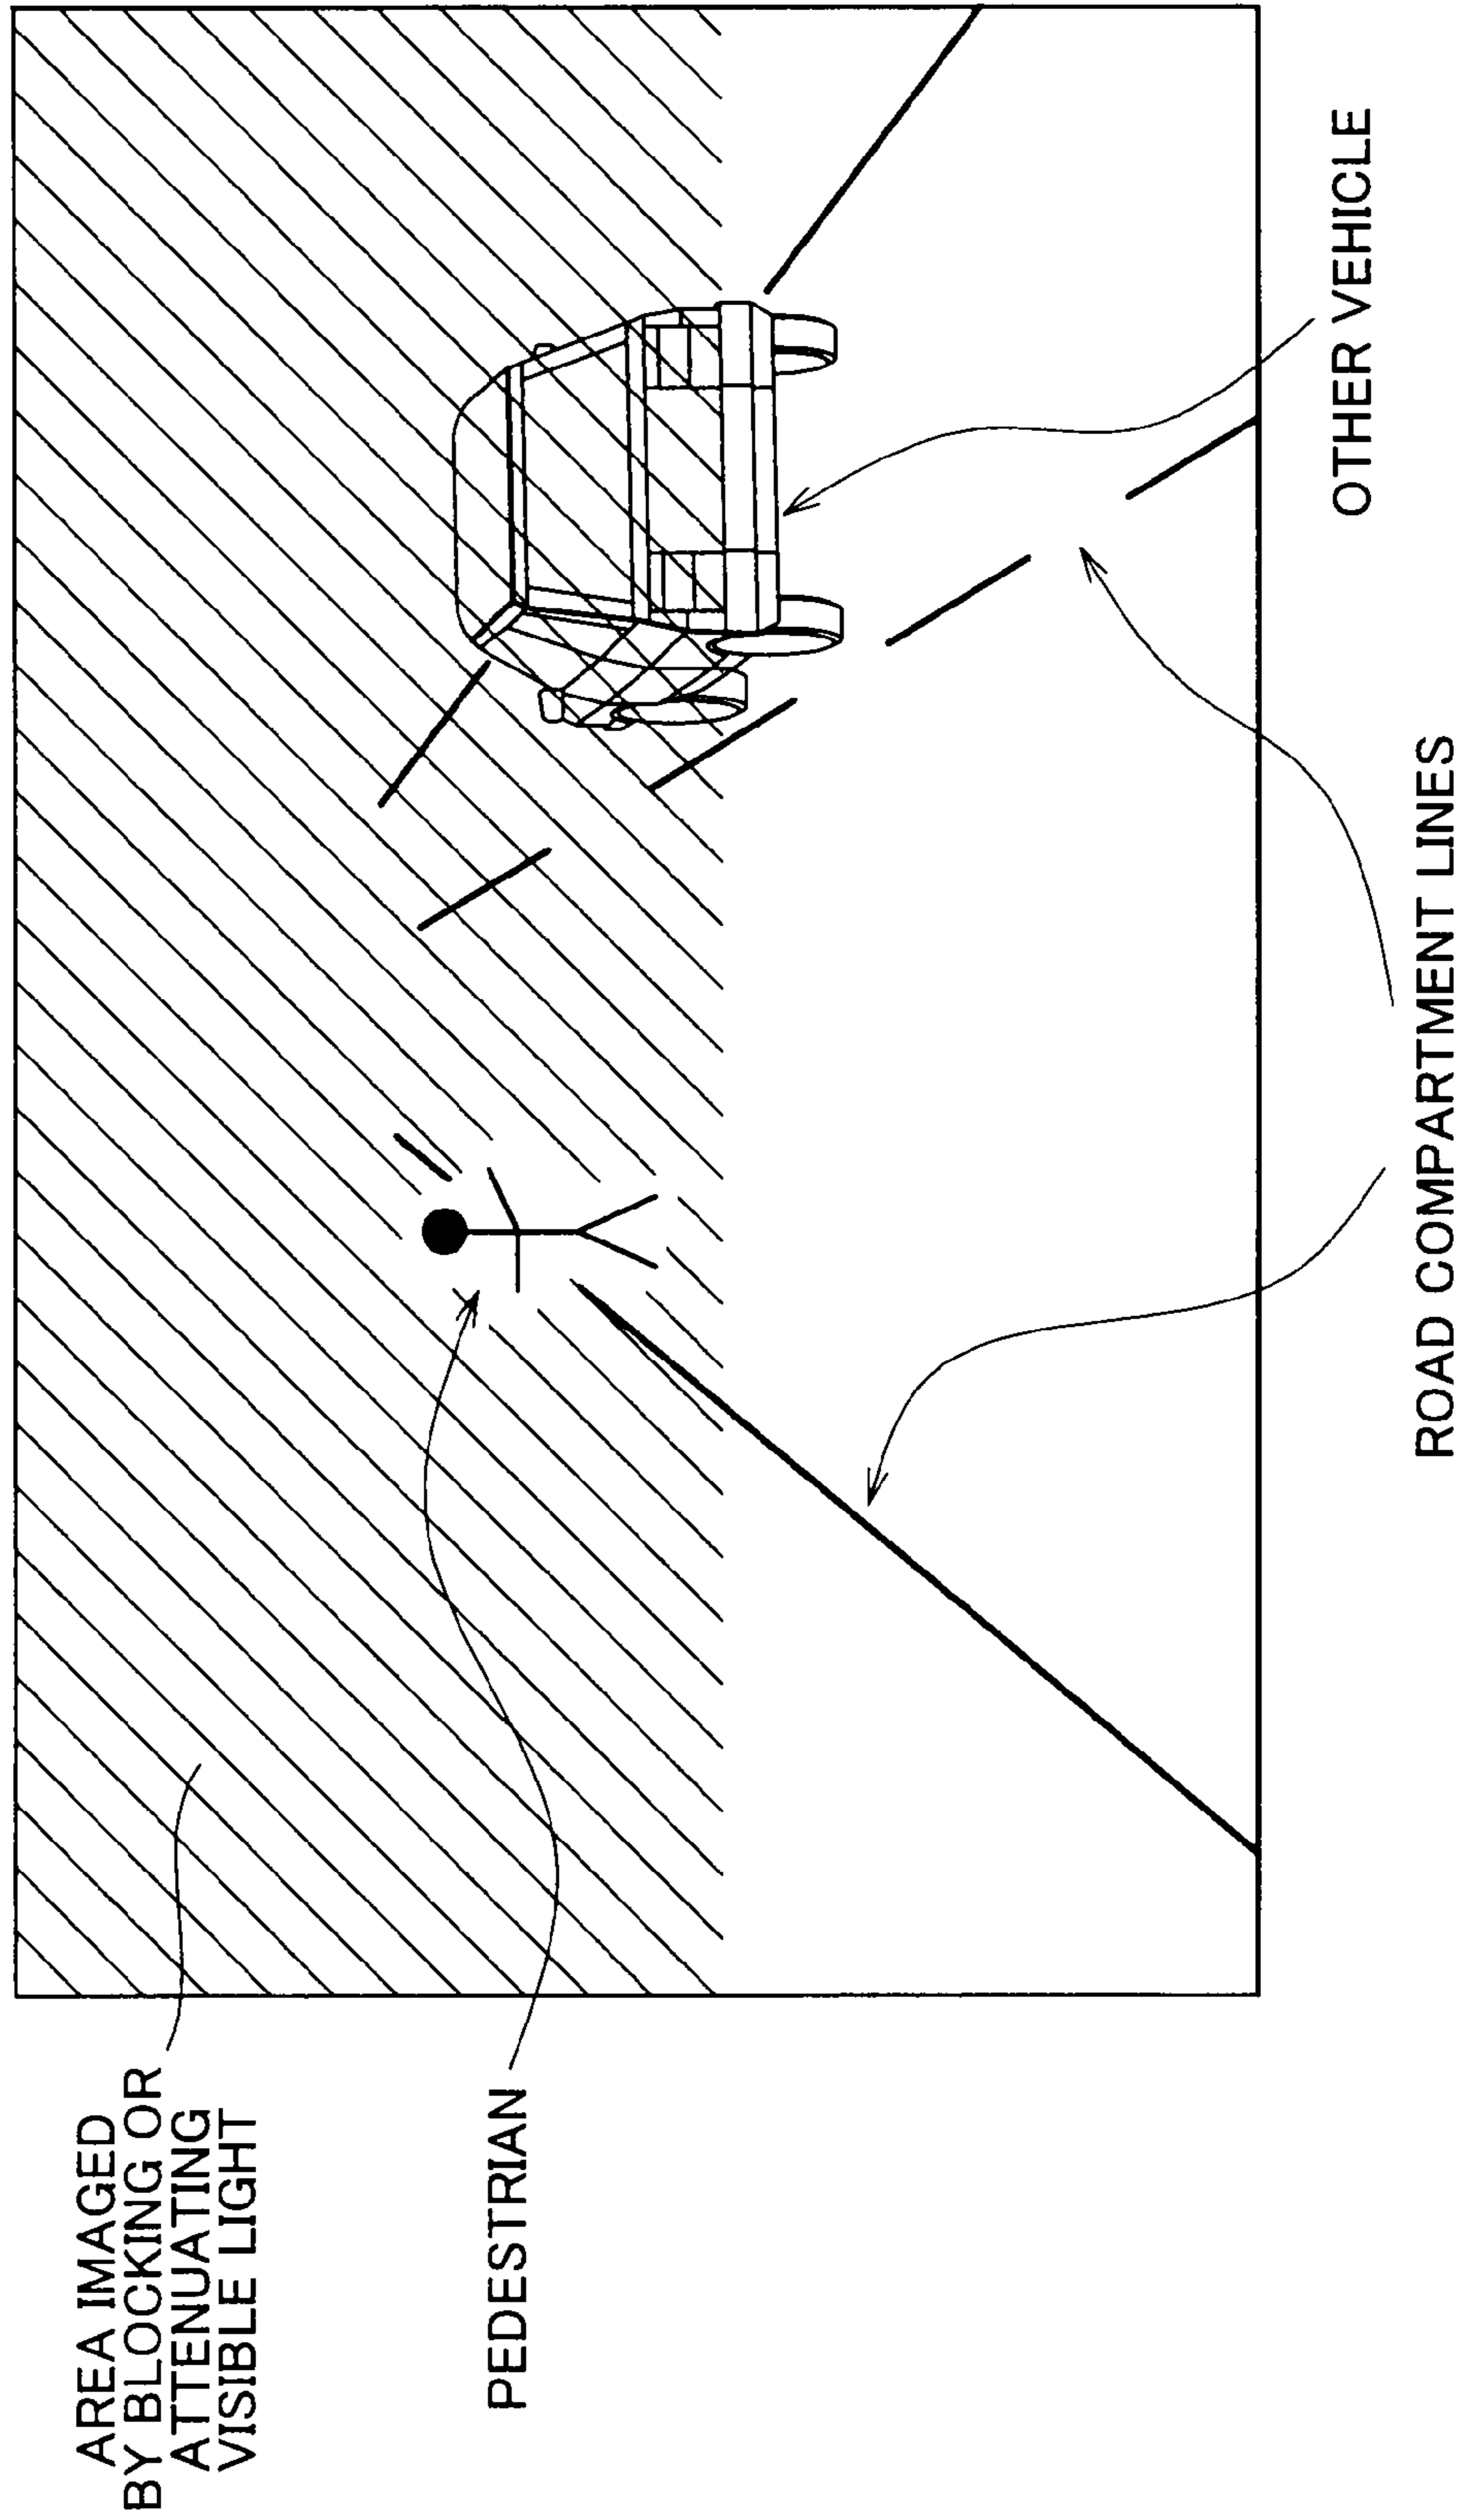 AREA IMAGED
BY BLOCKING OR
ATTENUATING
VISIBLE LIGHT
PEDESTRIAN
OTHER VEHICLE
ROAD COMPARTMENT LINES